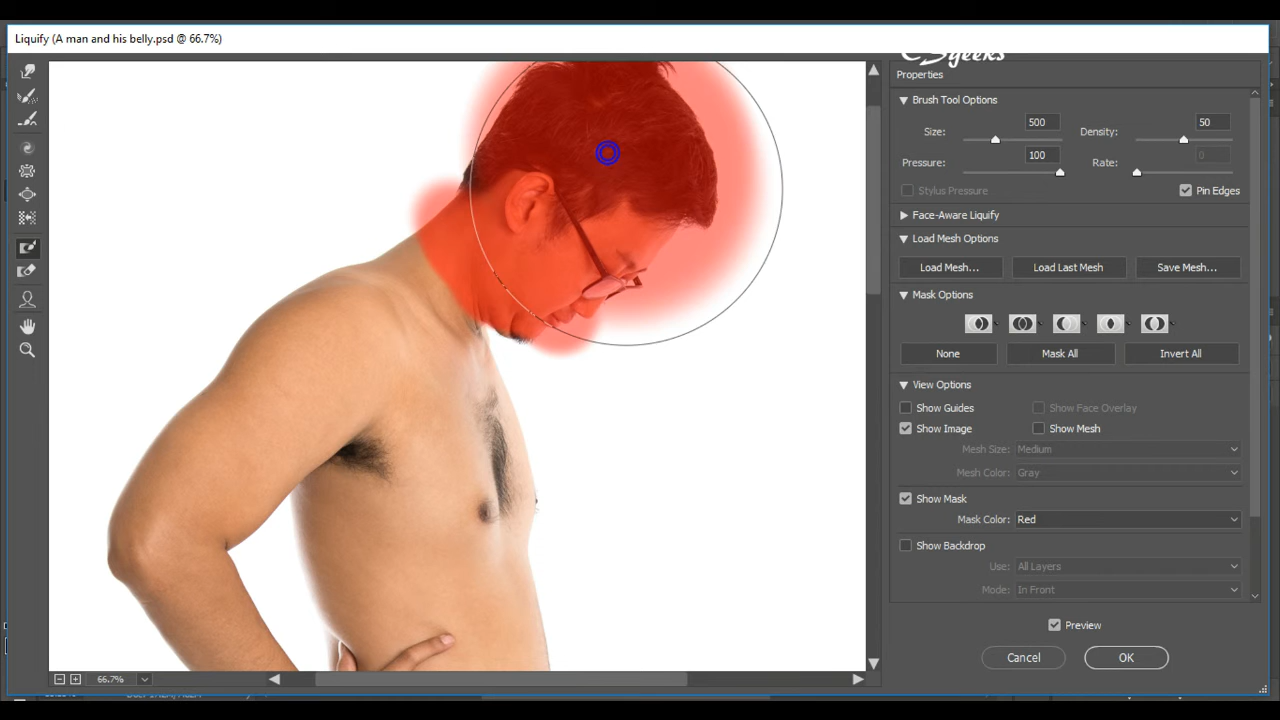 Liquify (A man and his belly.psd @ 66.7%)
Properties
Brush Tool Options
Size: 500 Density: 50
Pressure: 100 Rate: 0
Stylus Pressure Pin Edges
Face-Aware Liquify
Load Mesh Options
Load Mesh... Load Last Mesh Save Mesh...
Mask Options
None Mask All Invert All
View Options
Show Guides Show Face Overlay
Show Image Show Mesh
Mesh Size: Medium
Mesh Color: Gray
Show Mask
Mask Color: Red
Show Backdrop
Use: All Layers
Mode: In Front
Preview
66.7%
Cancel OK